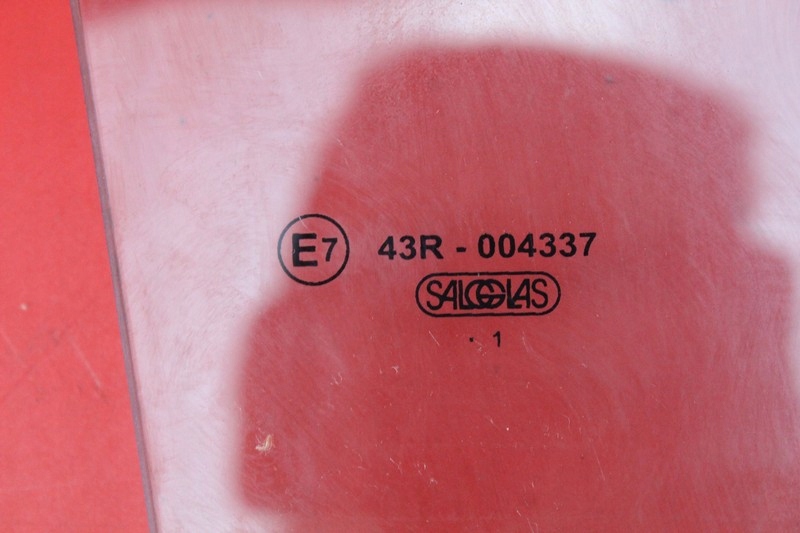 E7 43R - 004337
SALGGLAS
. 1